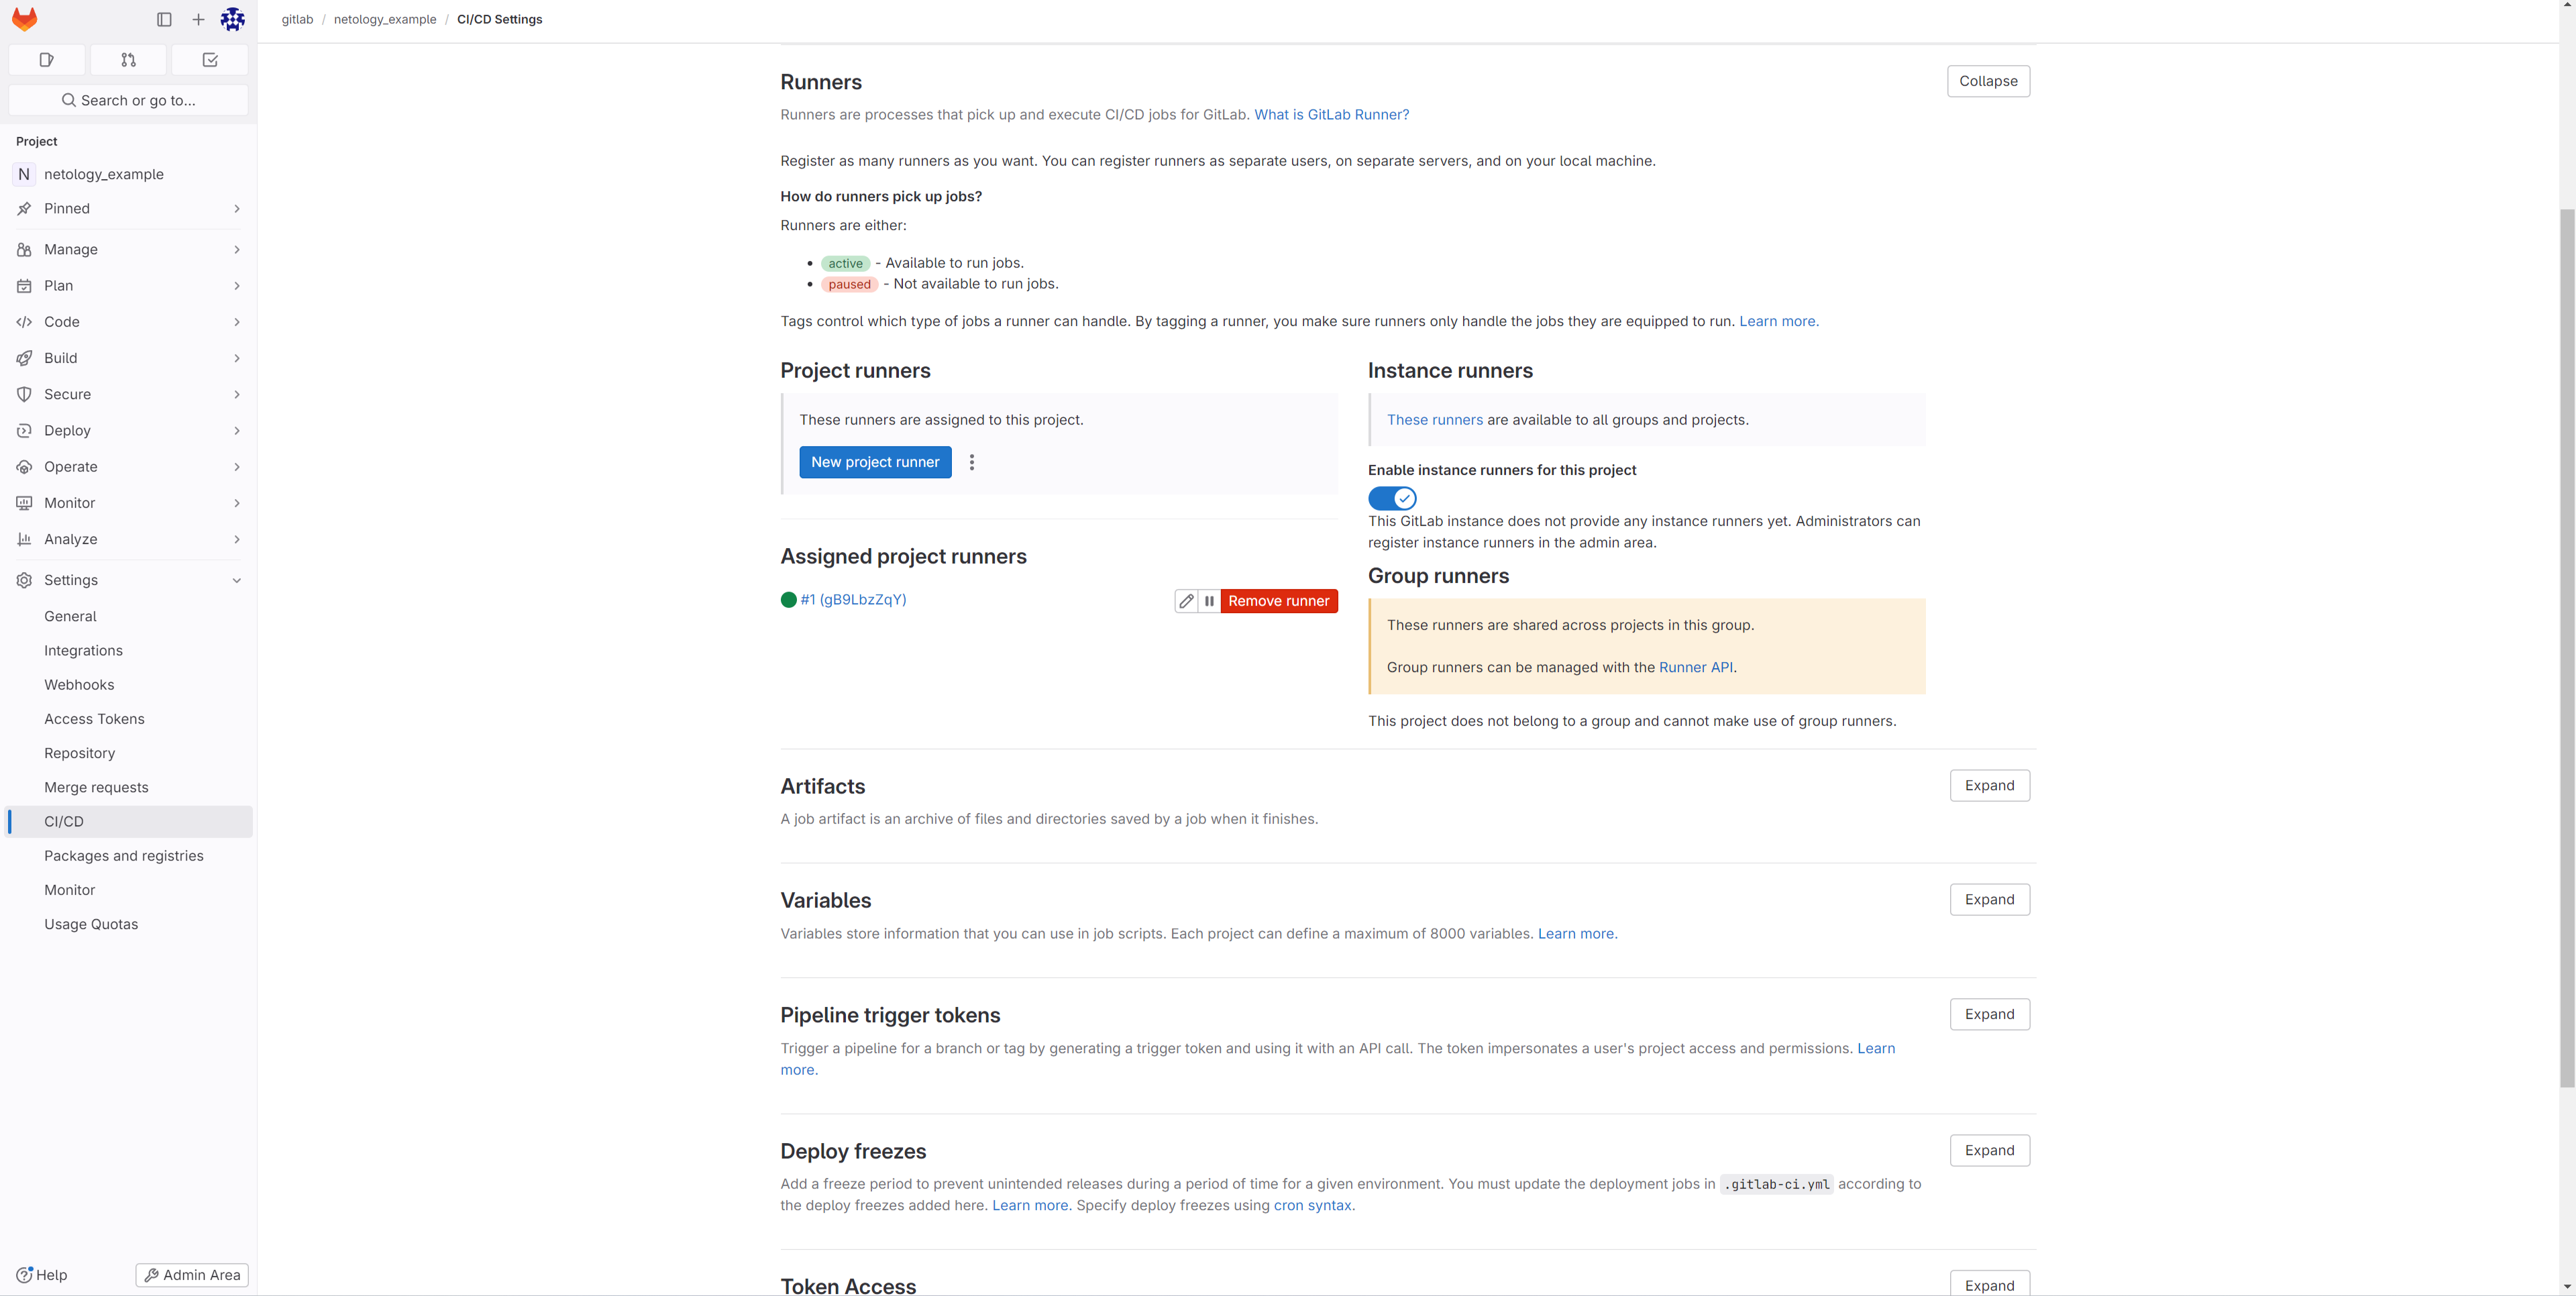 gitlab / netology_example / CI/CD Settings
Search or go to...
Project
N netology_example
Pinned
Manage
Plan
Code
Build
Secure
Deploy
Operate
Monitor
Analyze
Settings
General
Integrations
Webhooks
Access Tokens
Repository
Merge requests
CI/CD
Packages and registries
Monitor
Usage Quotas
Help
Admin Area
Runners
Collapse
Runners are processes that pick up and execute CI/CD jobs for GitLab. What is GitLab Runner?
Register as many runners as you want. You can register runners as separate users, on separate servers, and on your local machine.
How do runners pick up jobs?
Runners are either:
• active - Available to run jobs.
• paused - Not available to run jobs.
Tags control which type of jobs a runner can handle. By tagging a runner, you make sure runners only handle the jobs they are equipped to run. Learn more.
Project runners
These runners are assigned to this project.
New project runner
Assigned project runners
#1 (gB9LbzZqY)
Remove runner
Instance runners
These runners are available to all groups and projects.
Enable instance runners for this project
This GitLab instance does not provide any instance runners yet. Administrators can
register instance runners in the admin area.
Group runners
These runners are shared across projects in this group.
Group runners can be managed with the Runner API.
This project does not belong to a group and cannot make use of group runners.
Artifacts
Expand
A job artifact is an archive of files and directories saved by a job when it finishes.
Variables
Expand
Variables store information that you can use in job scripts. Each project can define a maximum of 8000 variables. Learn more.
Pipeline trigger tokens
Expand
Trigger a pipeline for a branch or tag by generating a trigger token and using it with an API call. The token impersonates a user's project access and permissions. Learn
more.
Deploy freezes
Expand
Add a freeze period to prevent unintended releases during a period of time for a given environment. You must update the deployment jobs in .gitlab-ci.yml according to
the deploy freezes added here. Learn more. Specify deploy freezes using cron syntax.
Token Access
Expand